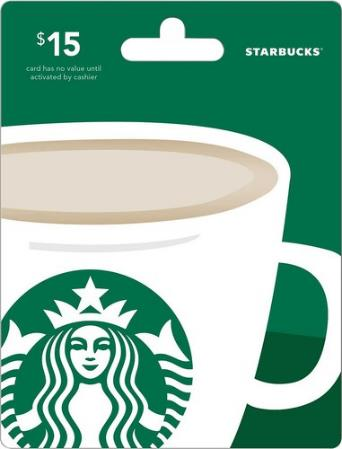 $15
STARBUCKS®
card has no value until
activated by cashier